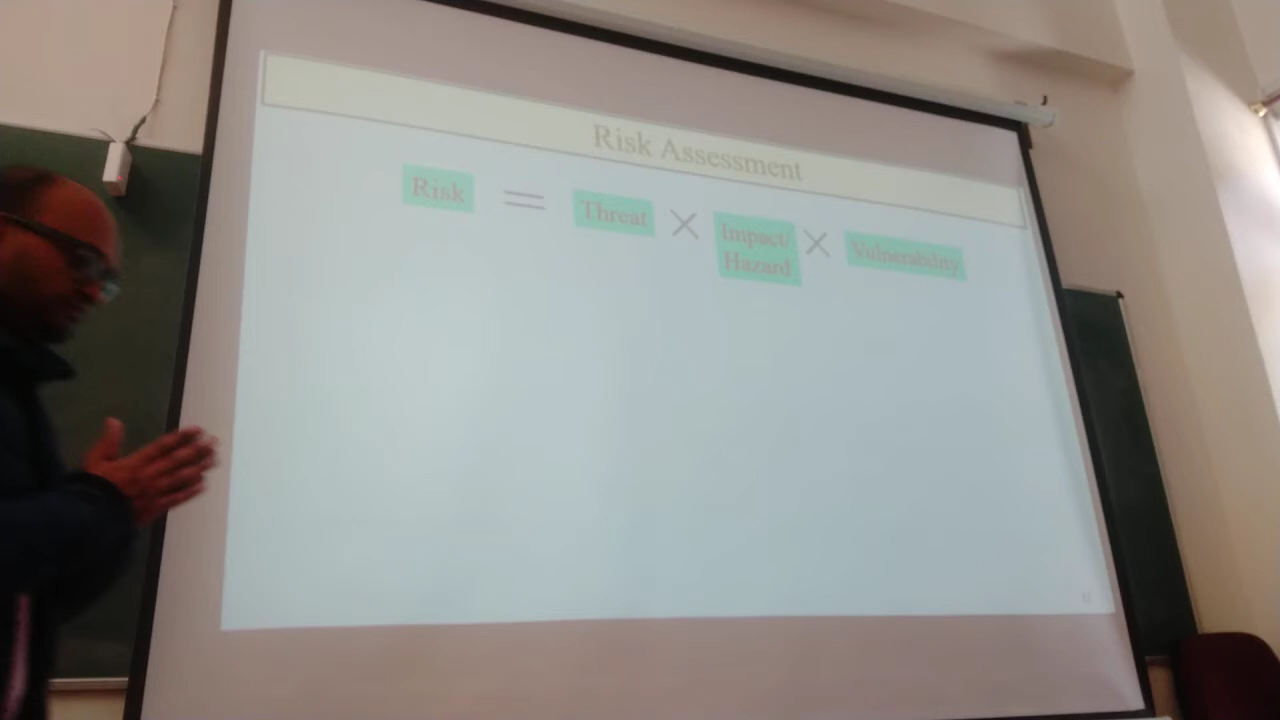 Risk Assessment
Risk = Threat × Impact/ × Vulnerability
Hazard